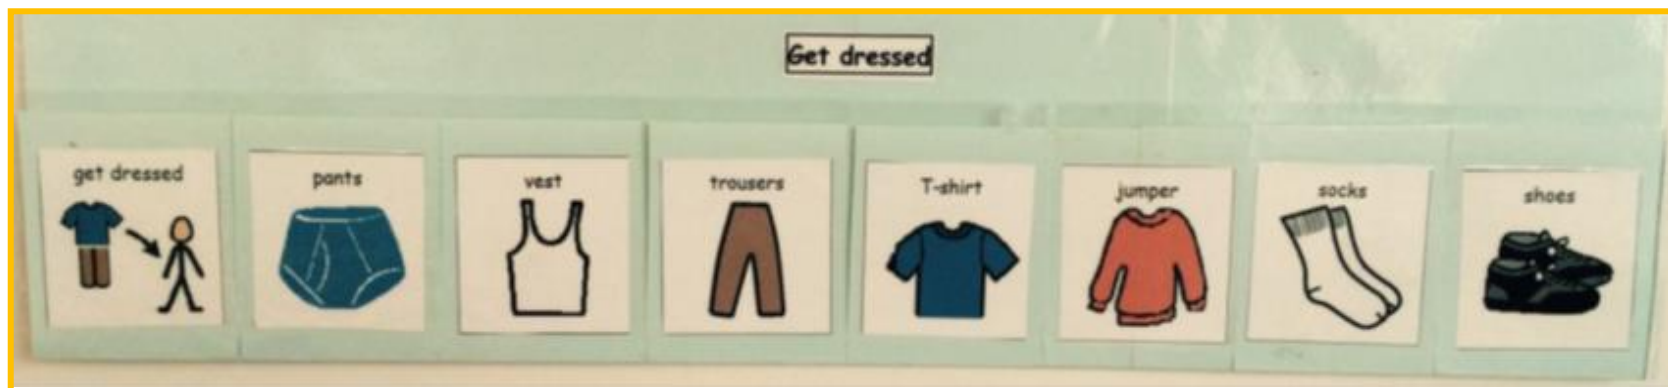 Get dressed
get dressed
pants
vest
trousers
T-shirt
jumper
socks
shoes